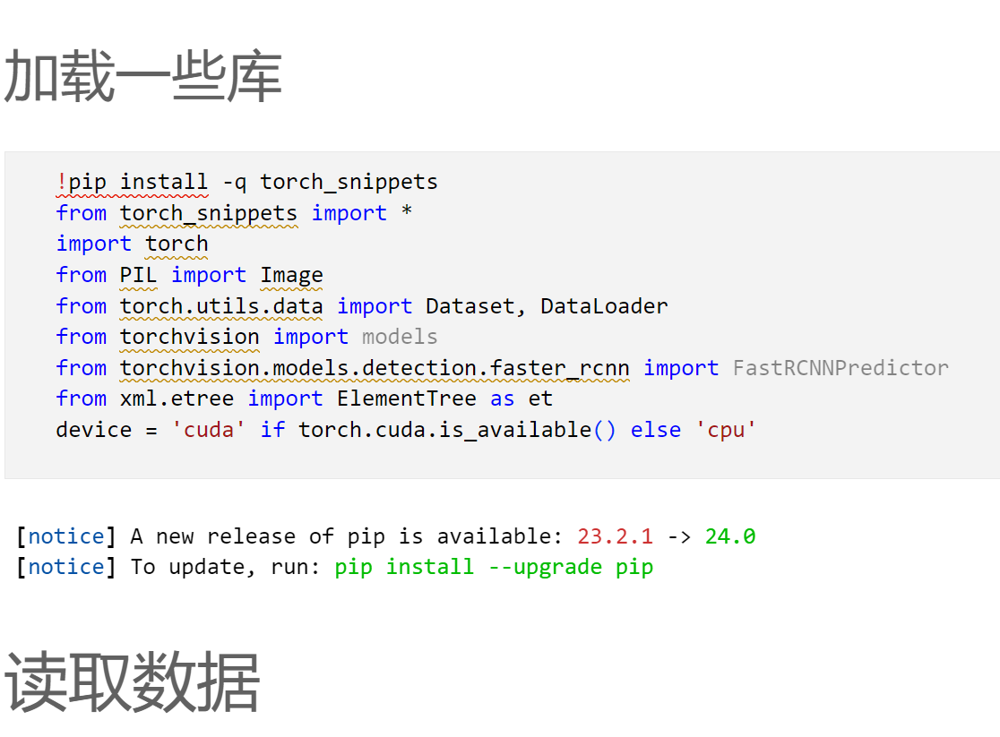 加载一些库
!pip install -q torch_snippets
from torch_snippets import *
import torch
from PIL import Image
from torch.utils.data import Dataset, DataLoader
from torchvision import models
from torchvision.models.detection.faster_rcnn import FastRCNNPredictor
from xml.etree import ElementTree as et
device = 'cuda' if torch.cuda.is_available() else 'cpu'
[notice] A new release of pip is available: 23.2.1 -> 24.0
[notice] To update, run: pip install --upgrade pip
读取数据